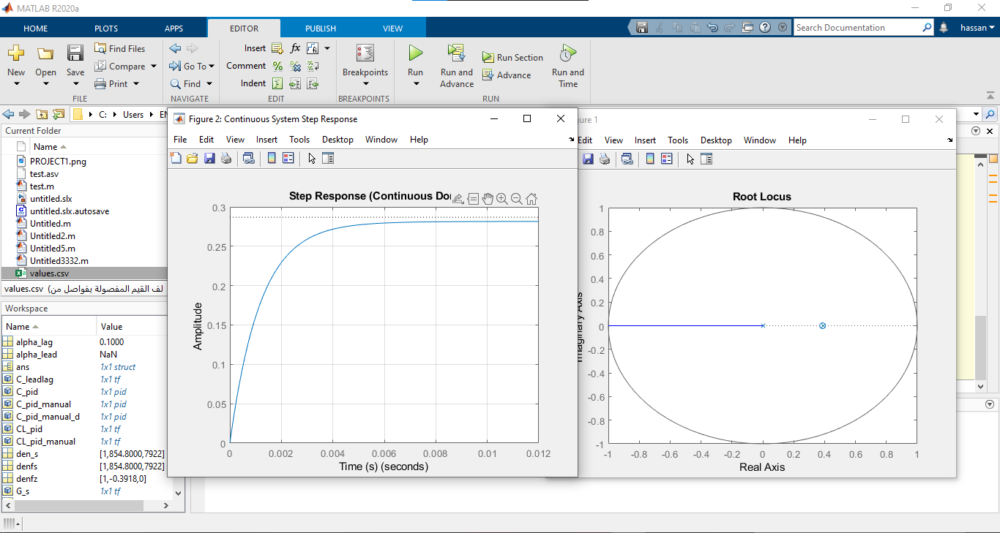 MATLAB R2020a
HOME PLOTS APPS EDITOR PUBLISH VIEW
Search Documentation
hassan
New
Open
Save
Find Files
Compare
Print
FILE
Go To
Find
NAVIGATE
Insert
Comment
Indent
EDIT
Breakpoints
BREAKPOINTS
Run
Run and Advance
Run Section
Advance
Run and Time
RUN
C: Users
Current Folder
Name
PROJECT1.png
test.asv
test.m
untitled.slx
untitled.slx.autosave
Untitled.m
Untitled2.m
Untitled5.m
Untitled3332.m
values.csv
values.csv (لف القيم المفصولة بفواصل من
Workspace
Name Value
alpha_lag 0.1000
alpha_lead NaN
ans 1x1 struct
C_leadlag 1x1 tf
C_pid 1x1 pid
C_pid_manual 1x1 pid
C_pid_manual_d 1x1 pid
CL_pid 1x1 tf
CL_pid_manual 1x1 tf
den_s [1,854.8000,7922]
denfs [1,854.8000,7922]
denfz [1,-0.3918,0]
G_s 1x1 tf
Figure 2: Continuous System Step Response
File Edit View Insert Tools Desktop Window Help
Step Response (Continuous Do
0.3
0.25
0.2
0.15
0.1
0.05
0
Amplitude
0 0.002 0.004 0.006 0.008 0.01 0.012
Time (s) (seconds)
ure 1
Edit View Insert Tools Desktop Window Help
Root Locus
1
0.8
0.6
0.4
0.2
0
-0.2
-0.4
-0.6
-0.8
-1
Imaginary Axis
-1 -0.8 -0.6 -0.4 -0.2 0 0.2 0.4 0.6 0.8 1
Real Axis